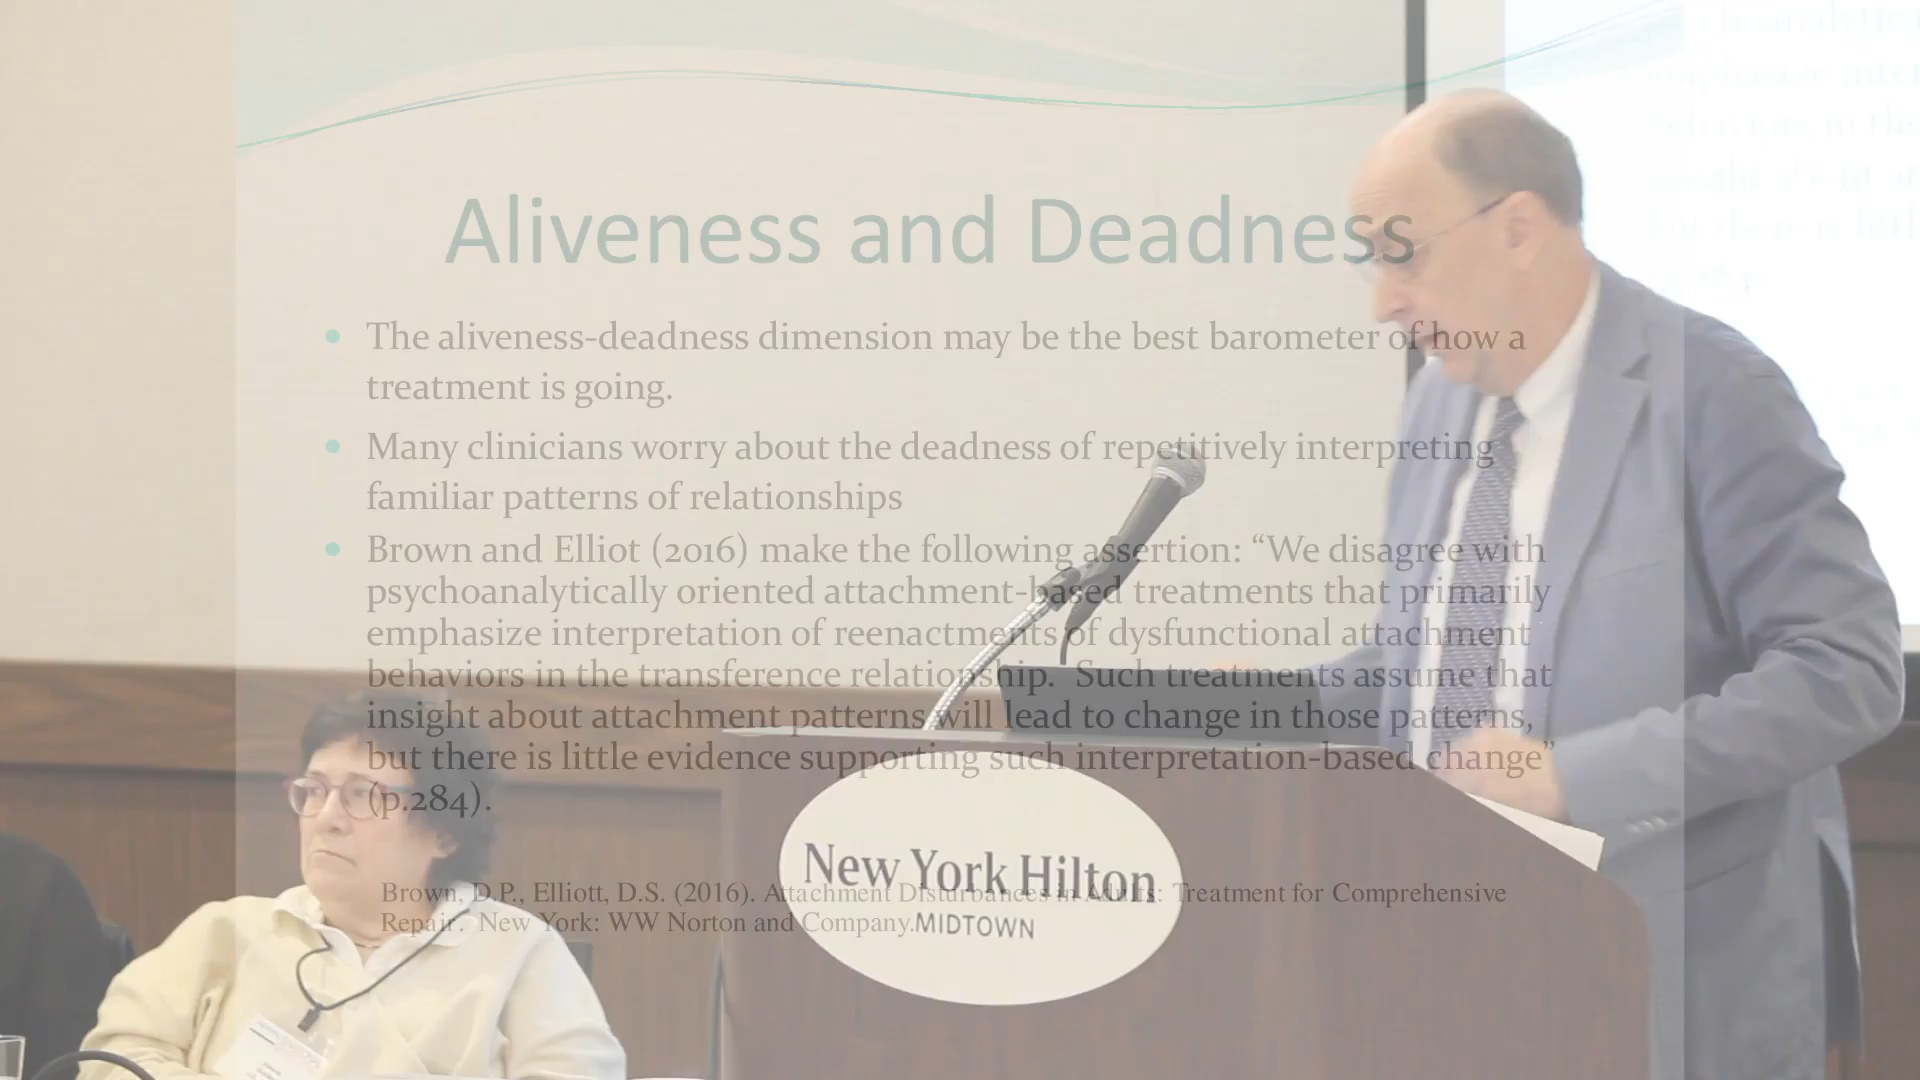 Aliveness and Deadness
• The aliveness-deadness dimension may be the best barometer of how a
treatment is going.
• Many clinicians worry about the deadness of repetitively interpreting
familiar patterns of relationships
• Brown and Elliot (2016) make the following assertion: “We disagree with
psychoanalytically oriented attachment-based treatments that primarily
emphasize interpretation of reenactments of dysfunctional attachment
behaviors in the transference relationship. Such treatments assume that
insight about attachment patterns will lead to change in those patterns,
but there is little evidence supporting such interpretation-based change”
(p.284).
Brown, D.P., Elliott, D.S. (2016). Attachment Disturbances in Adults: Treatment for Comprehensive
Repair. New York: WW Norton and Company.
New York Hilton
MIDTOWN